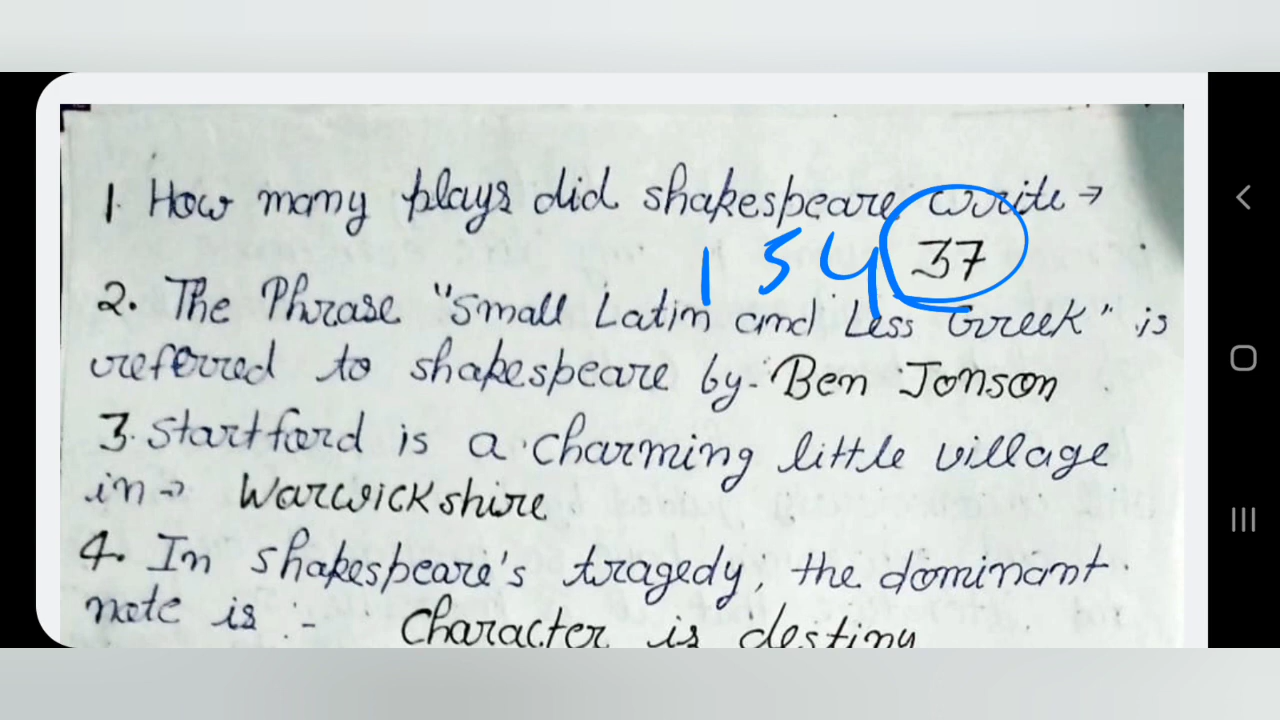 1. How many plays did shakespeare write →
154 37
2. The Phrase "Small Latin and Less Greek" is
referred to shakespeare by - Ben Jonson
3. Startford is a charming little village
in → Warwickshire
4. In shakespeare's tragedy, the dominant
note is :- Character is destiny